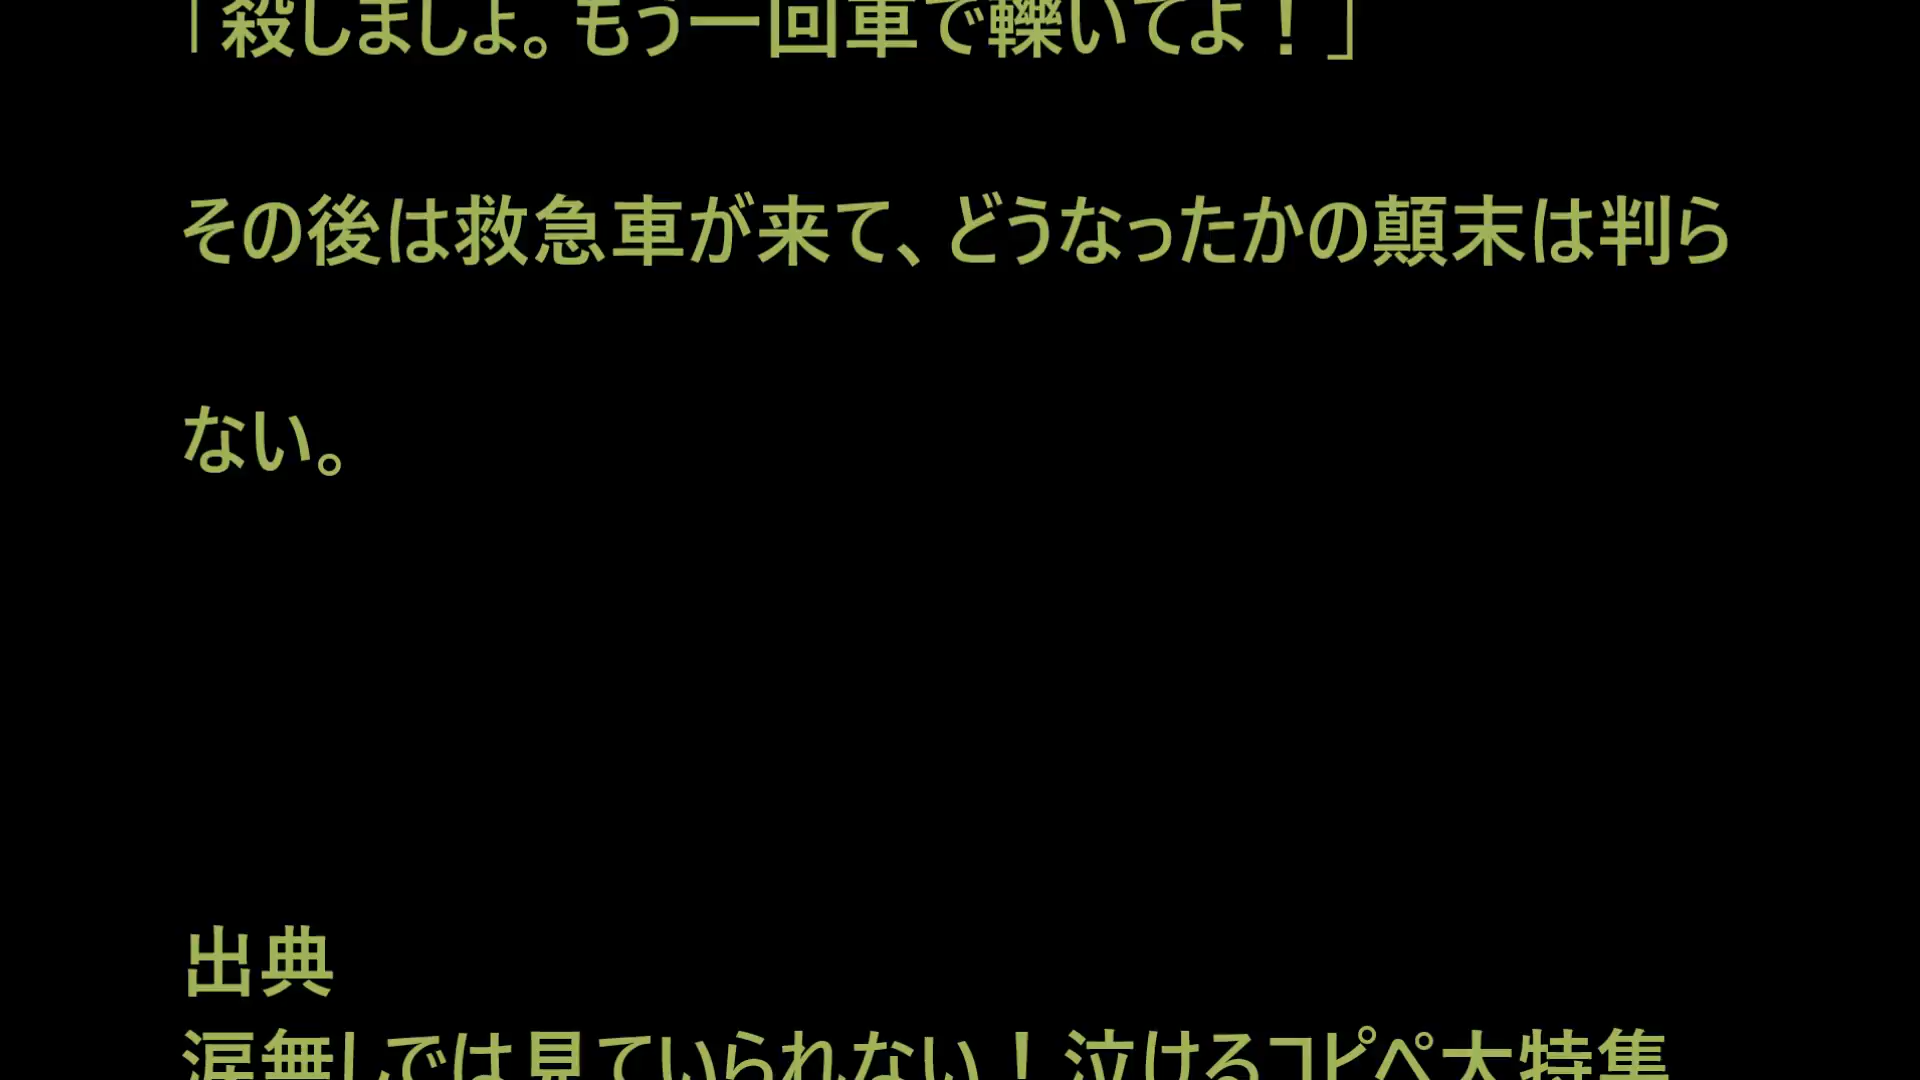 「殺しましょ。もう一回車で轢いてよ！」
その後は救急車が来て、どうなったかの顛末は判ら
ない。
出典
涙無しでは見ていられない！泣けるコピペ大特集